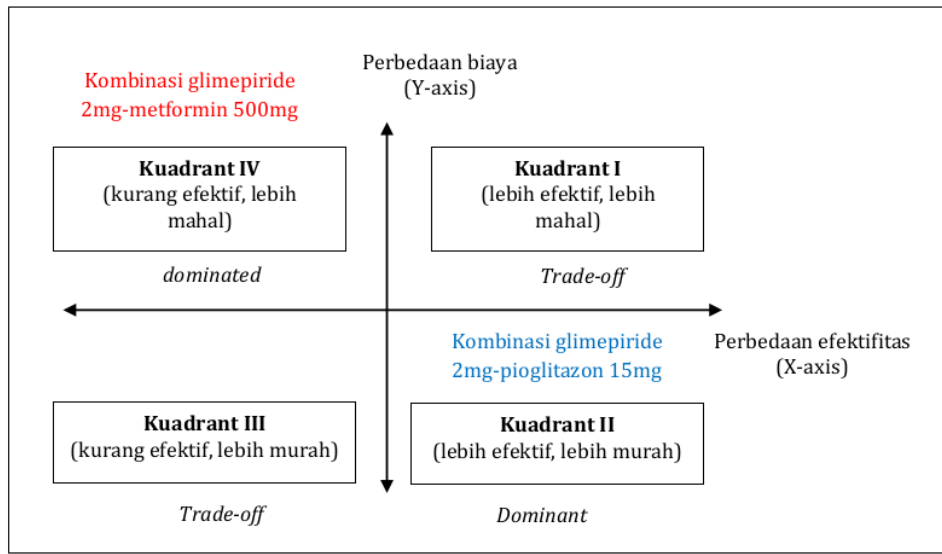 Perbedaan biaya
(Y-axis)
Kombinasi glimepiride
2mg-metformin 500mg
Kuadrant IV
(kurang efektif, lebih
mahal)
dominated
Kuadrant I
(lebih efektif, lebih
mahal)
Trade-off
Kombinasi glimepiride
2mg-pioglitazon 15mg
Perbedaan efektifitas
(X-axis)
Kuadrant III
(kurang efektif, lebih murah)
Trade-off
Kuadrant II
(lebih efektif, lebih murah)
Dominant